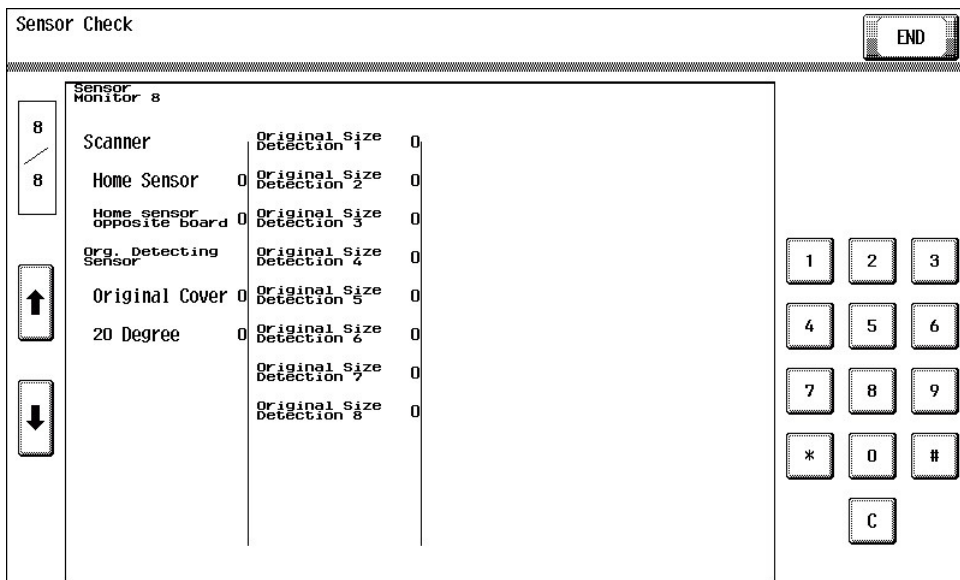 Sensor Check
END
Sensor
Monitor 8
8
8
Scanner
Home Sensor 0
Home sensor
opposite board 0
Org. Detecting
Sensor
Original Cover 0
20 Degree 0
Original Size
Detection 1 0
Original Size
Detection 2 0
Original Size
Detection 3 0
Original Size
Detection 4 0
Original Size
Detection 5 0
Original Size
Detection 6 0
Original Size
Detection 7 0
Original Size
Detection 8 0
1 2 3
4 5 6
7 8 9
* 0 #
C